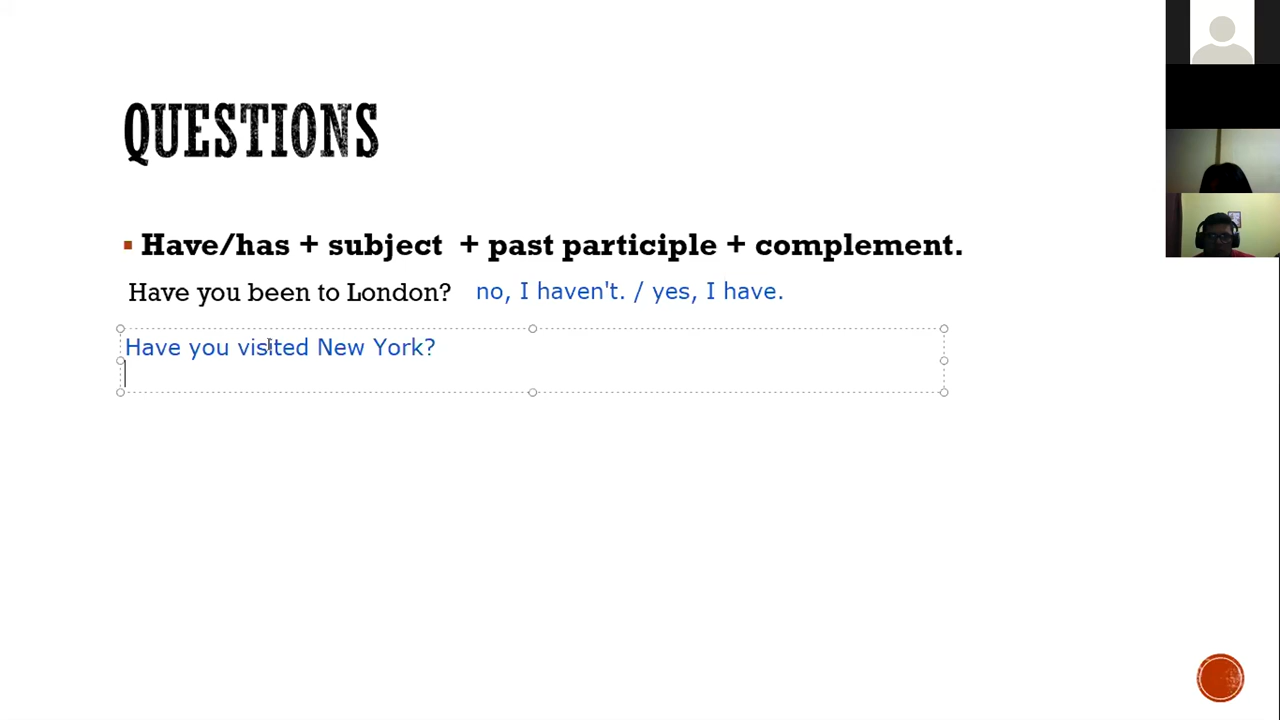 QUESTIONS
Have/has + subject + past participle + complement.
Have you been to London? no, I haven't. / yes, I have.
Have you visited New York?